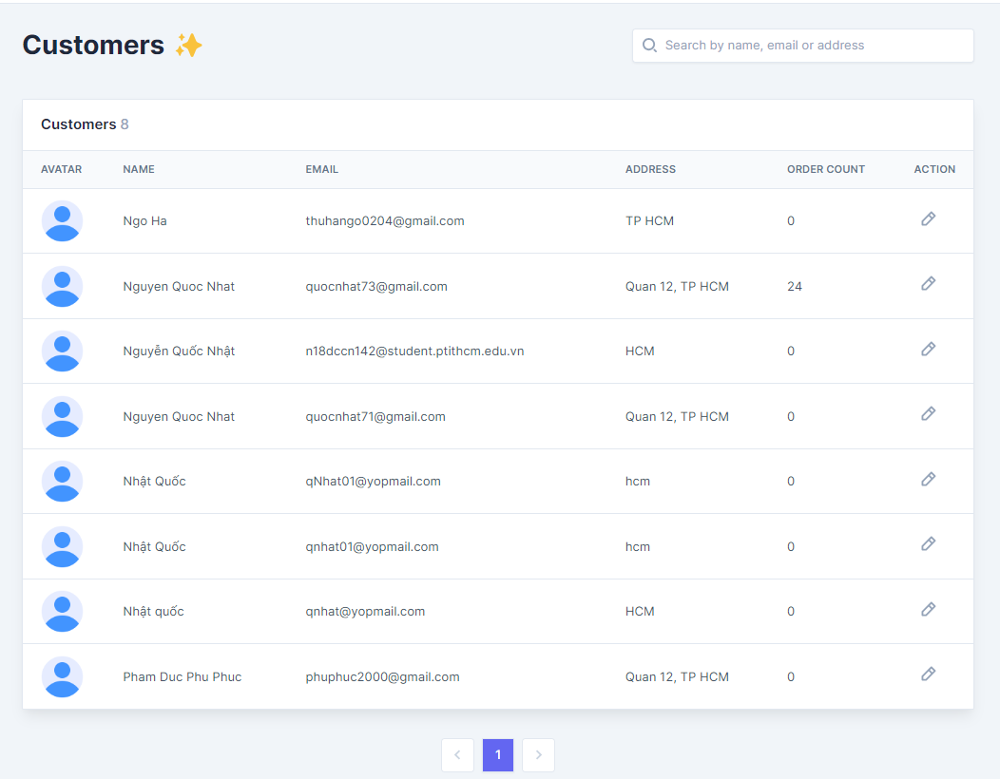 Customers ✨
Search by name, email or address
Customers 8
AVATAR NAME EMAIL ADDRESS ORDER COUNT ACTION
Ngo Ha thuhango0204@gmail.com TP HCM 0
Nguyen Quoc Nhat quocnhat73@gmail.com Quan 12, TP HCM 24
Nguyễn Quốc Nhật n18dccn142@student.ptithcm.edu.vn HCM 0
Nguyen Quoc Nhat quocnhat71@gmail.com Quan 12, TP HCM 0
Nhật Quốc qNhat01@yopmail.com hcm 0
Nhật Quốc qnhat01@yopmail.com hcm 0
Nhật quốc qnhat@yopmail.com HCM 0
Pham Duc Phu Phuc phuphuc2000@gmail.com Quan 12, TP HCM 0
< 1 >